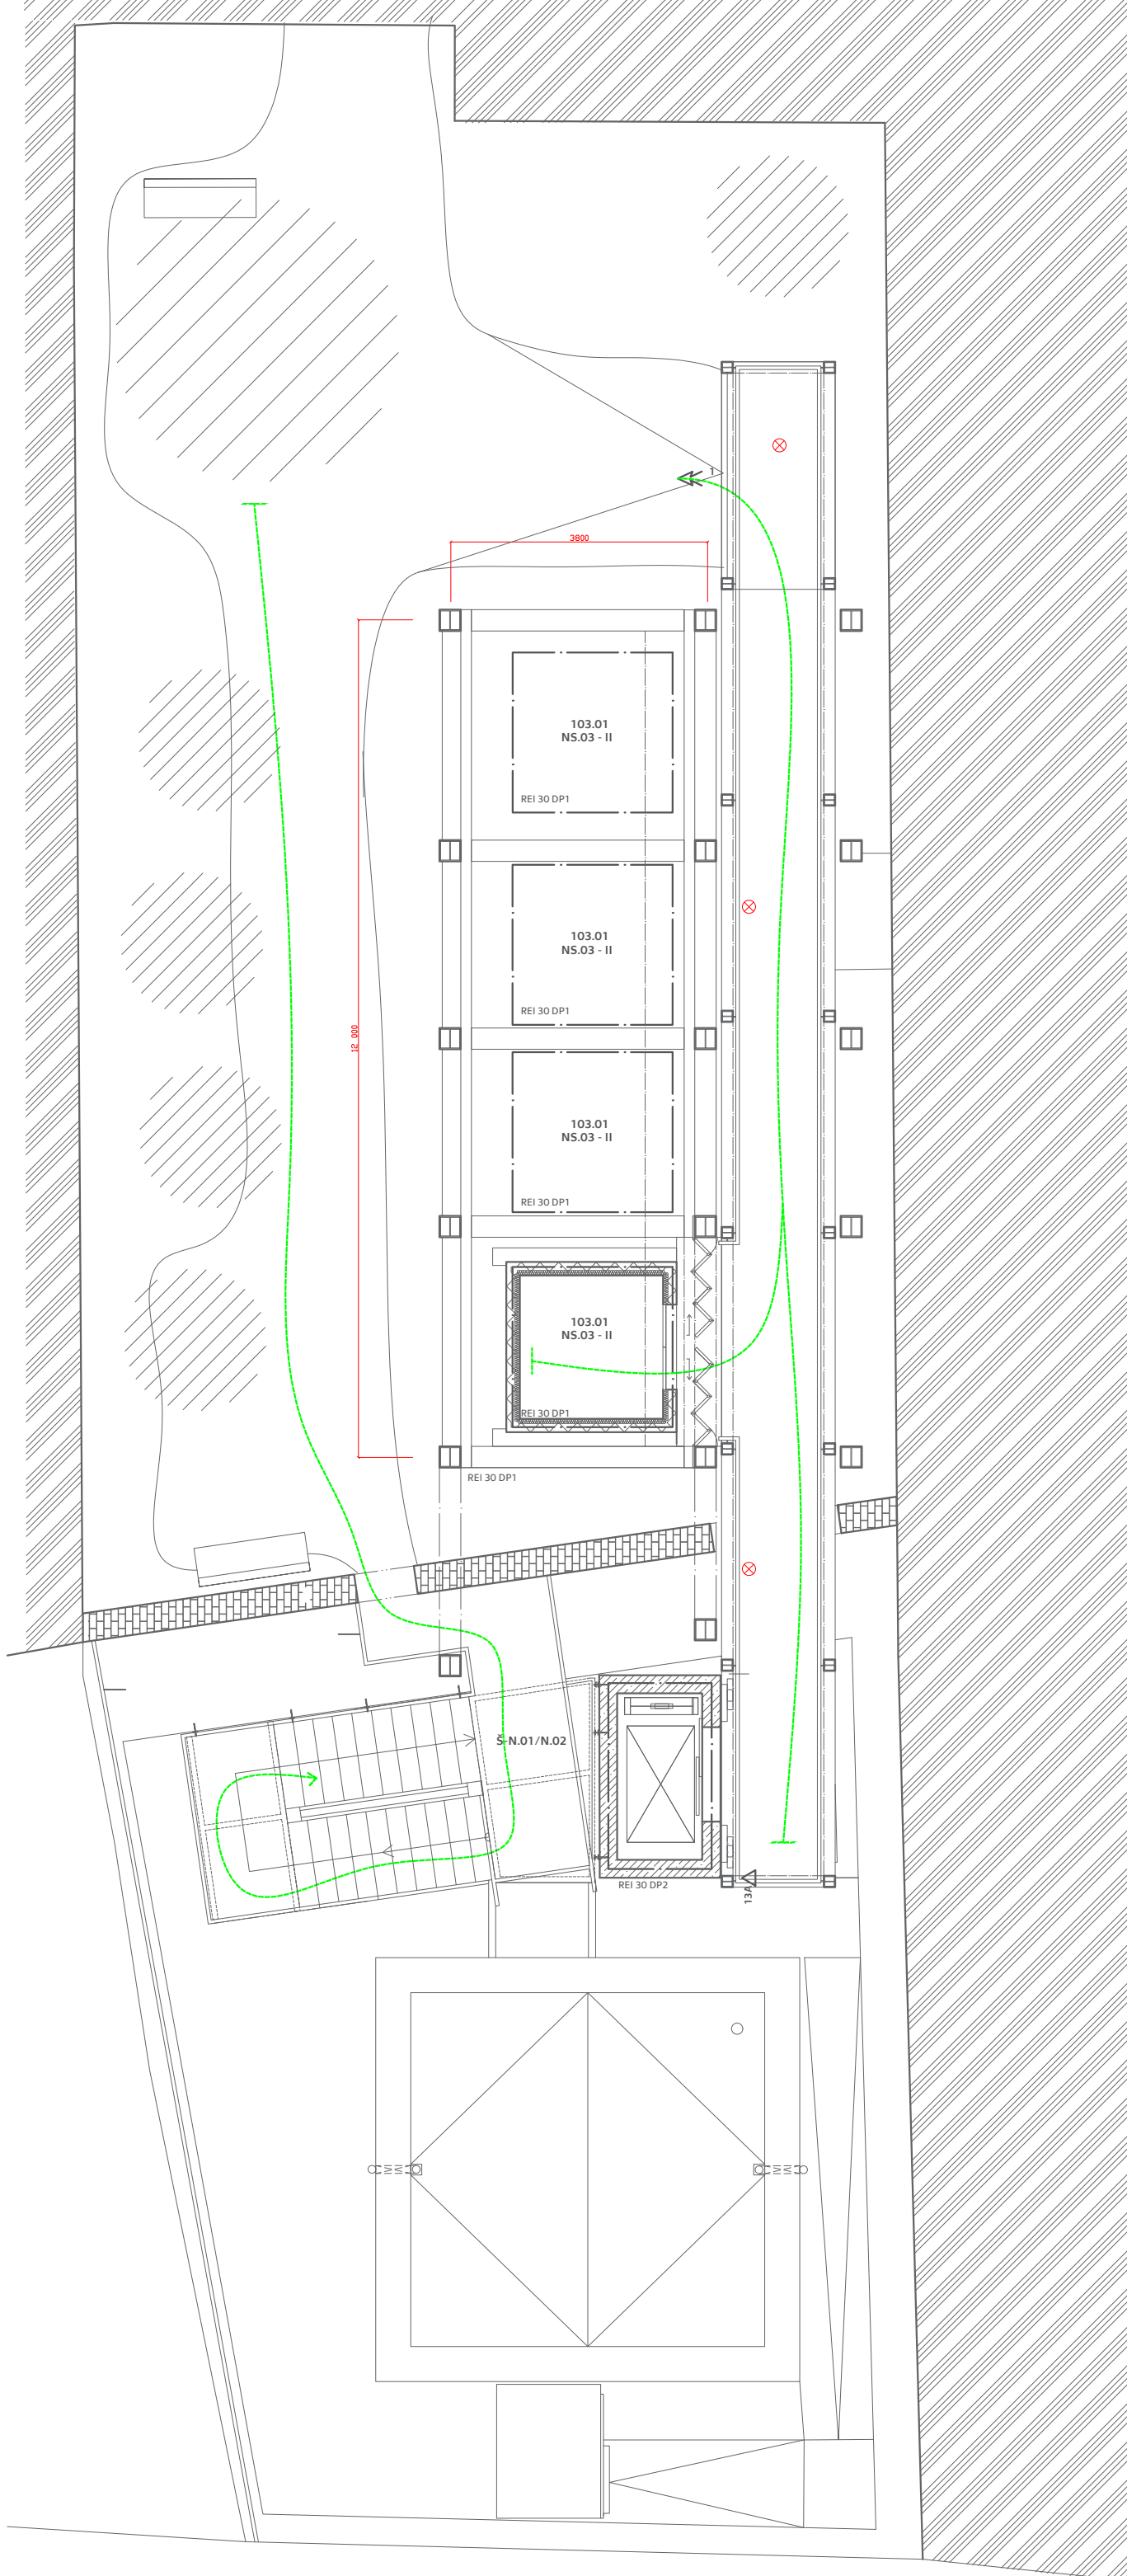 1
3800
103.01
NS.03 - II
REI 30 DP1
103.01
NS.03 - II
REI 30 DP1
12 000
103.01
NS.03 - II
REI 30 DP1
103.01
NS.03 - II
REI 30 DP1
REI 30 DP1
Š-N.01/N.02
REI 30 DP2
13A